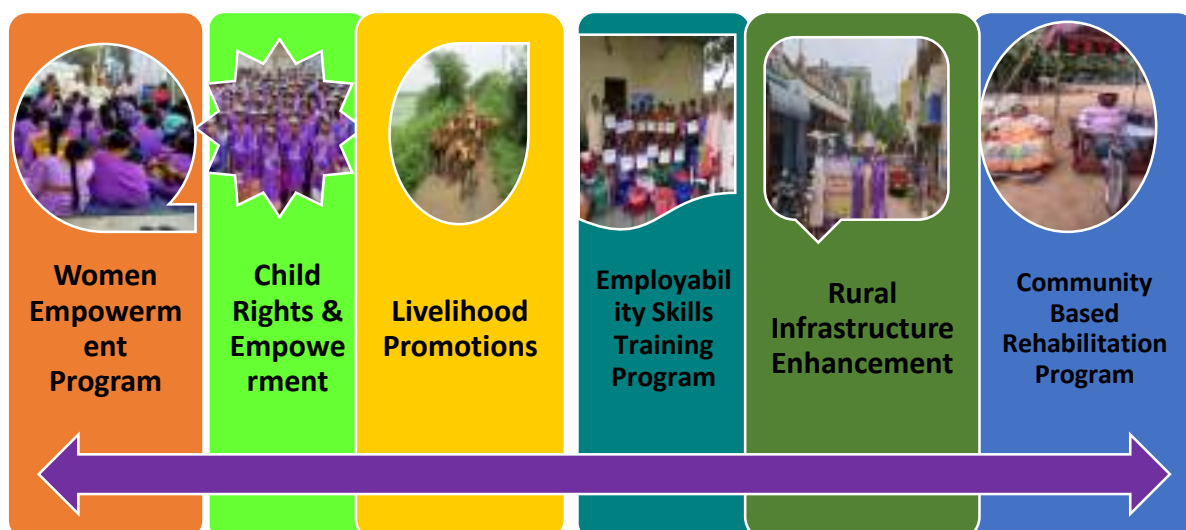 Women
Empowerm
ent
Program
Child
Rights &
Empowe
rment
Livelihood
Promotions
Employabil
ity Skills
Training
Program
Rural
Infrastructure
Enhancement
Community
Based
Rehabilitation
Program